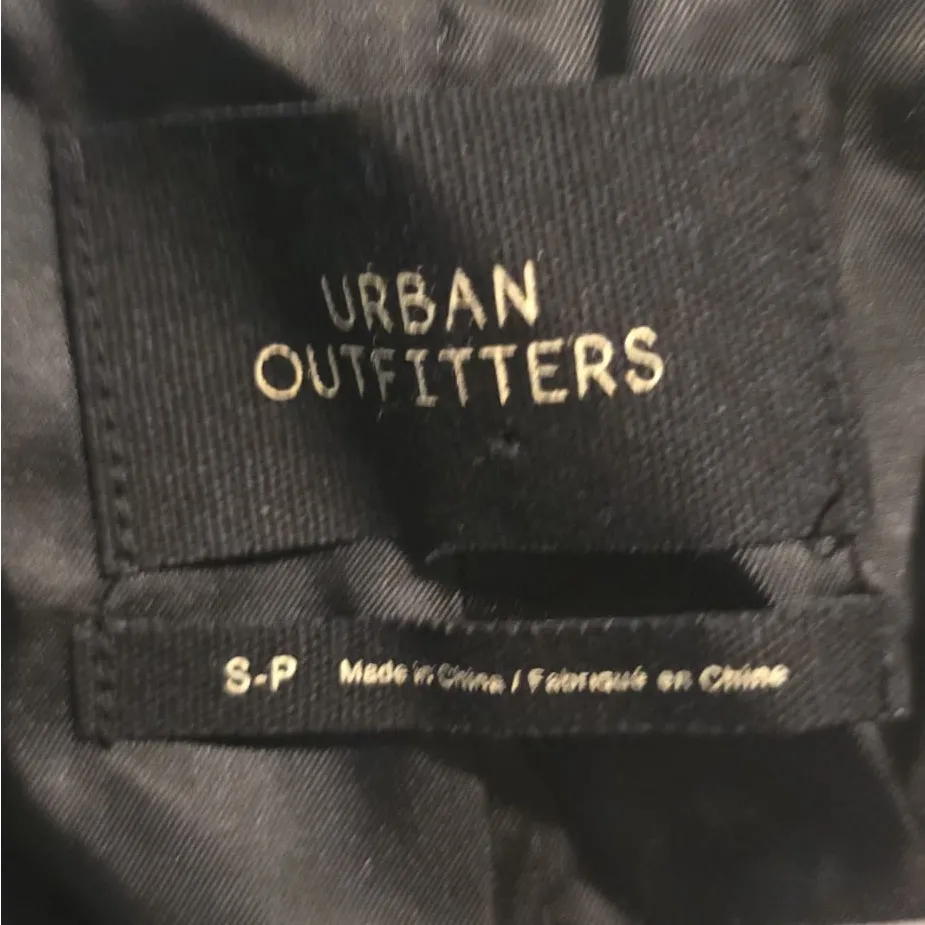 URBAN
OUTFITTERS
S-P Made in China / Fabriqué en Chine